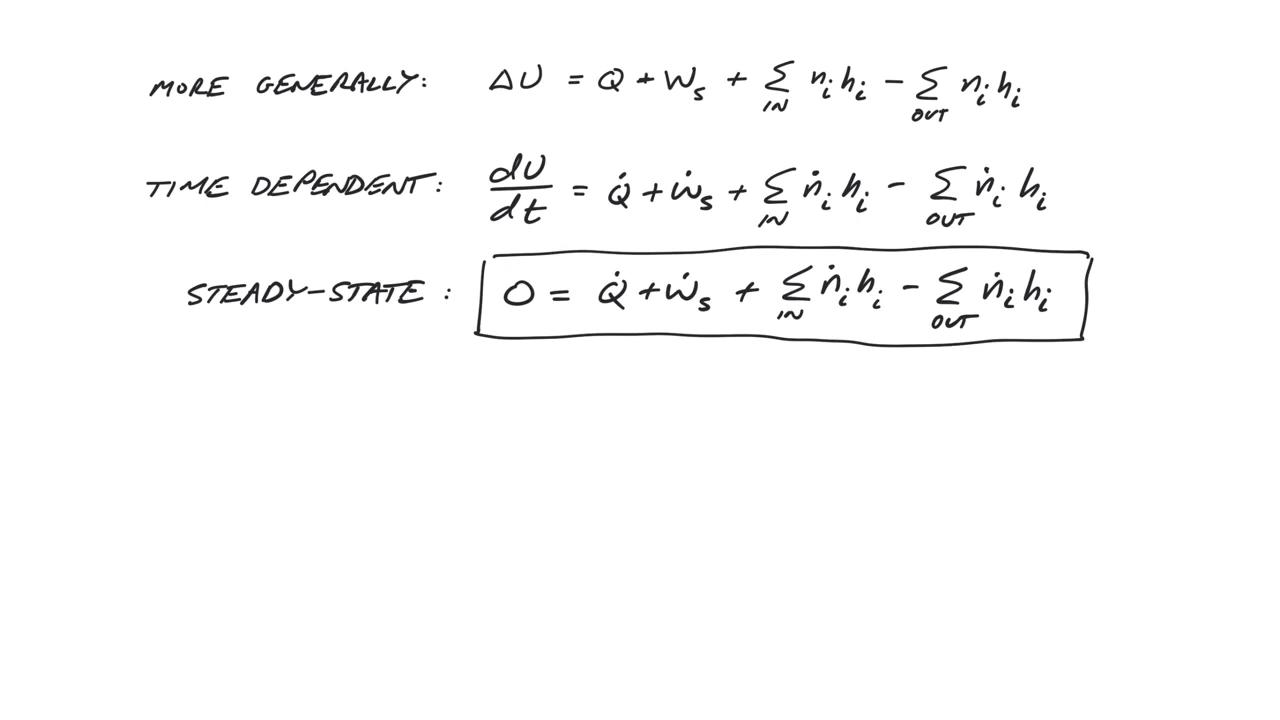 MORE GENERALLY: ΔU = Q + W_s + Σ_IN n_i h_i − Σ_OUT n_i h_i
TIME DEPENDENT: dU/dt = Q̇ + Ẇ_s + Σ_IN ṅ_i h_i − Σ_OUT ṅ_i h_i
STEADY-STATE: 0 = Q̇ + Ẇ_s + Σ_IN ṅ_i h_i − Σ_OUT ṅ_i h_i